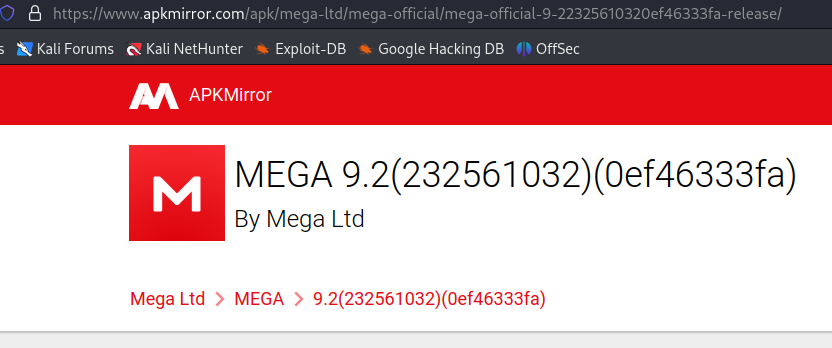 https://www.apkmirror.com/apk/mega-ltd/mega-official/mega-official-9-22325610320ef46333fa-release/
s Kali Forums Kali NetHunter Exploit-DB Google Hacking DB OffSec
APKMirror
MEGA 9.2(232561032)(0ef46333fa)
By Mega Ltd
Mega Ltd > MEGA > 9.2(232561032)(0ef46333fa)